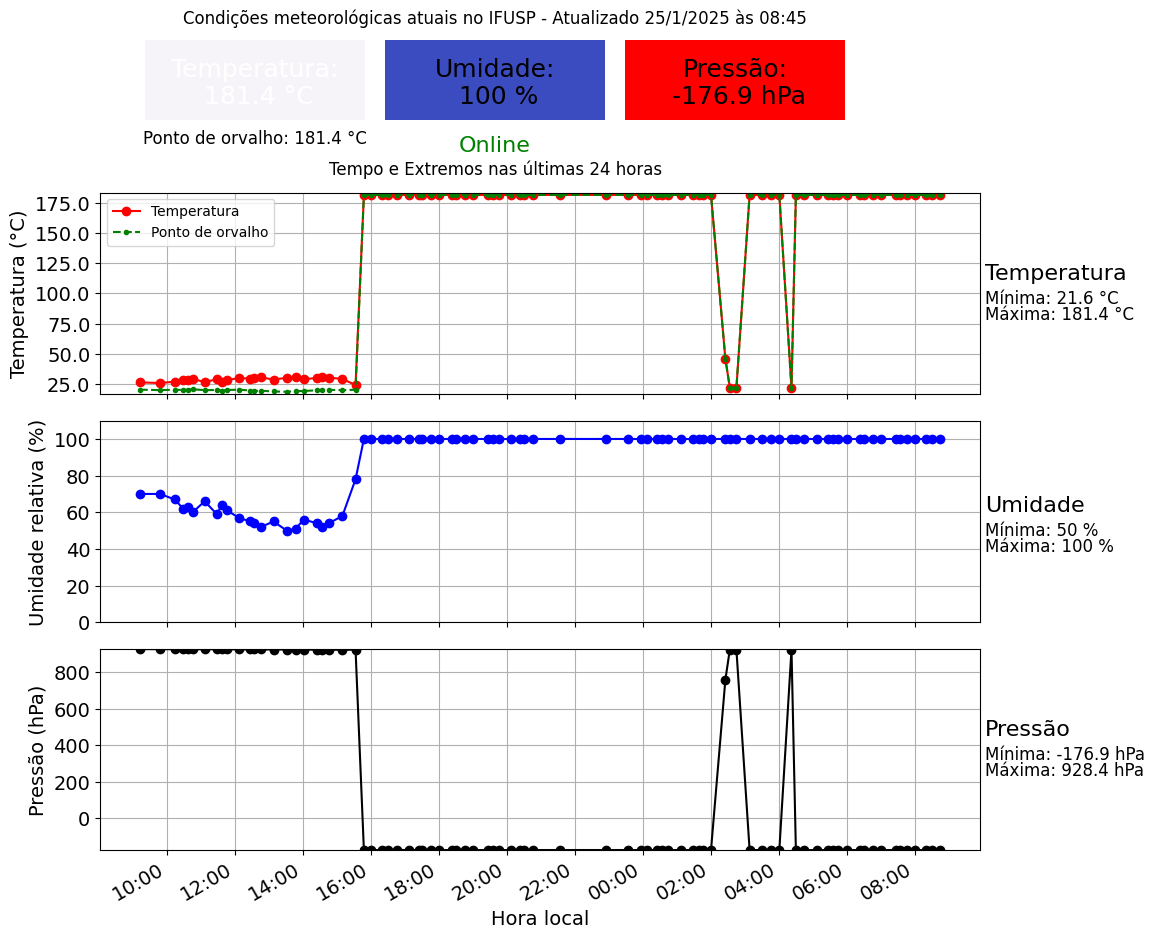 Condições meteorológicas atuais no IFUSP - Atualizado 25/1/2025 às 08:45
Temperatura:
181.4 °C
Umidade:
100 %
Pressão:
-176.9 hPa
Ponto de orvalho: 181.4 °C
Online
Tempo e Extremos nas últimas 24 horas
Temperatura (°C)
175.0
150.0
125.0
100.0
75.0
50.0
25.0
Temperatura
Ponto de orvalho
Temperatura
Mínima: 21.6 °C
Máxima: 181.4 °C
Umidade relativa (%)
100
80
60
40
20
0
Umidade
Mínima: 50 %
Máxima: 100 %
Pressão (hPa)
800
600
400
200
0
Pressão
Mínima: -176.9 hPa
Máxima: 928.4 hPa
10:00
12:00
14:00
16:00
18:00
20:00
22:00
00:00
02:00
04:00
06:00
08:00
Hora local